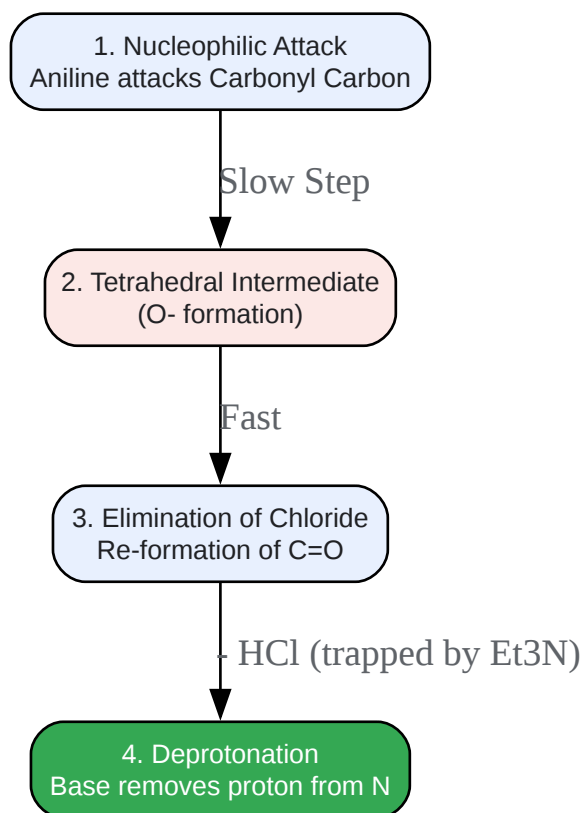 1. Nucleophilic Attack
Aniline attacks Carbonyl Carbon
Slow Step
2. Tetrahedral Intermediate
(O- formation)
Fast
3. Elimination of Chloride
Re-formation of C=O
- HCl (trapped by Et3N)
4. Deprotonation
Base removes proton from N